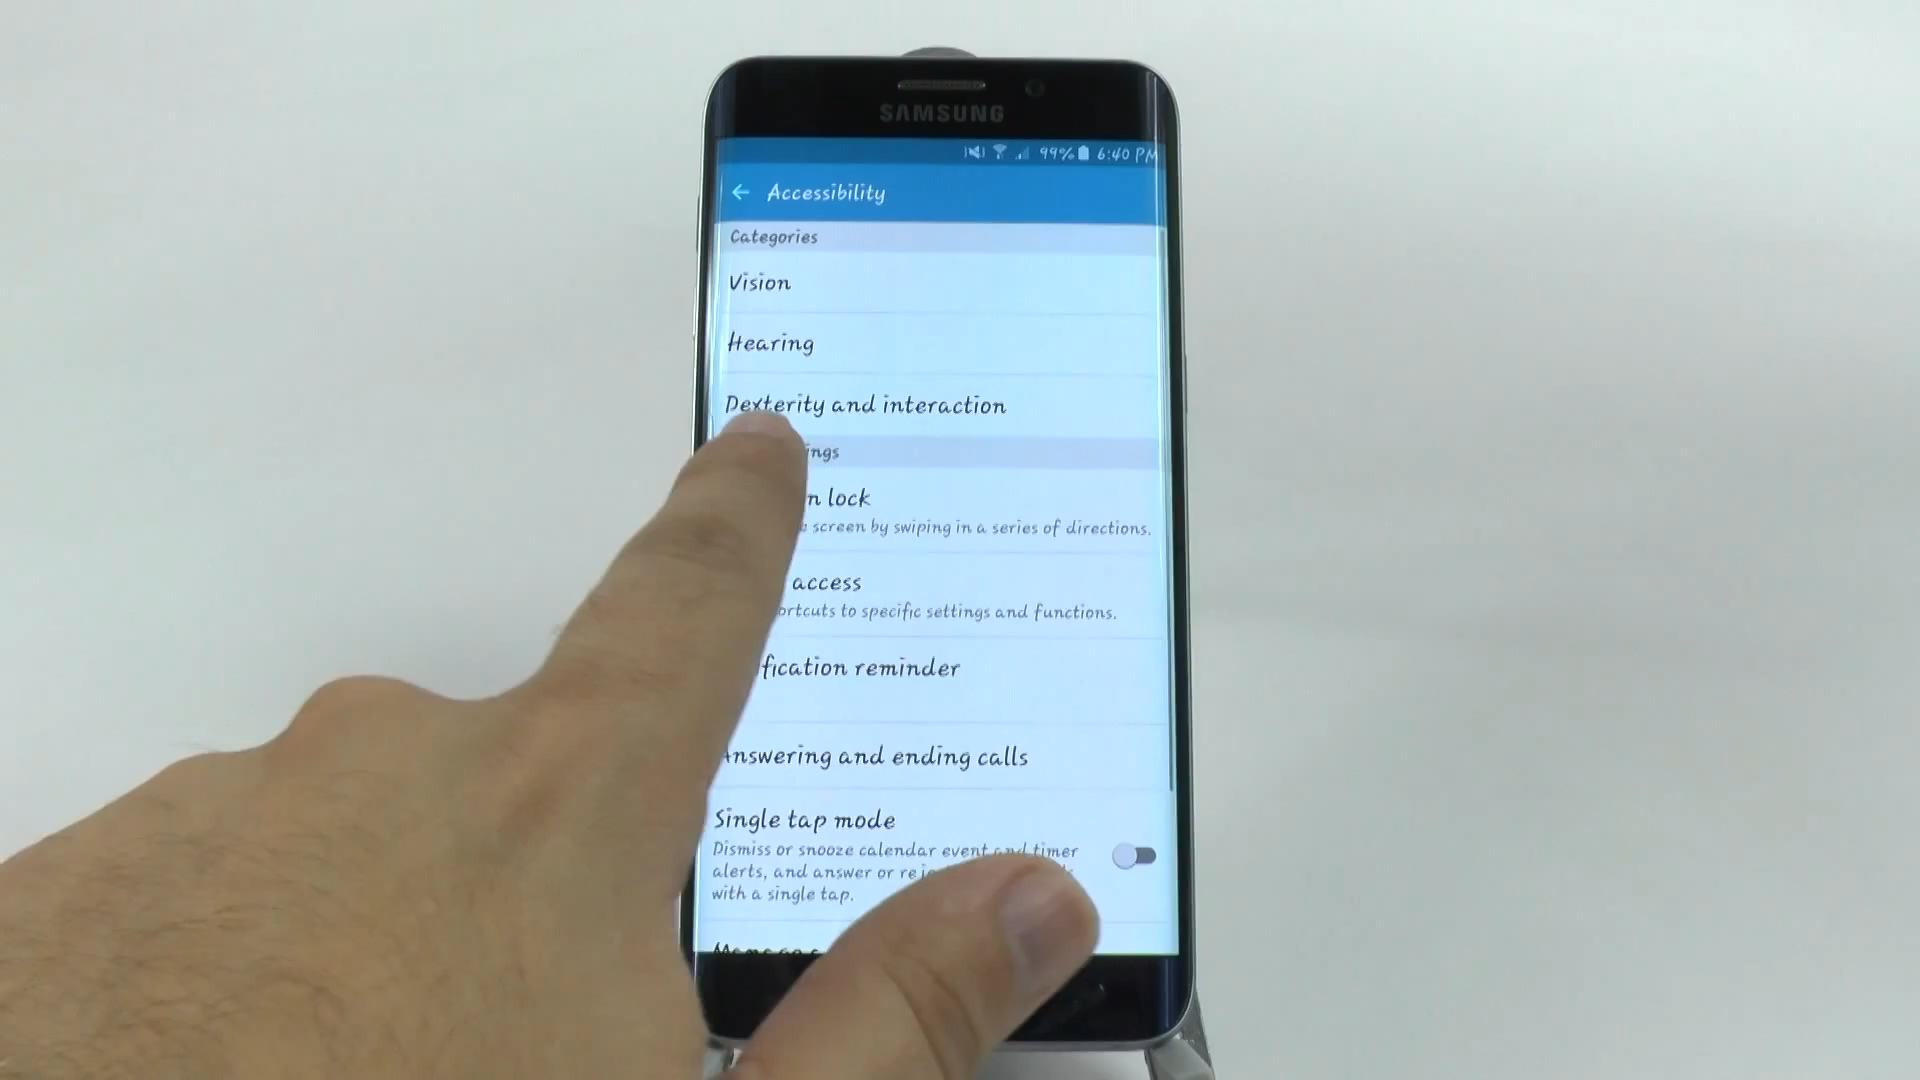 SAMSUNG
99% 6:40 PM
Accessibility
Categories
Vision
Hearing
Dexterity and interaction
ings
n lock
screen by swiping in a series of directions.
access
ortcuts to specific settings and functions.
fication reminder
Answering and ending calls
Single tap mode
Dismiss or snooze calendar event and timer
alerts, and answer or
with a single tap.